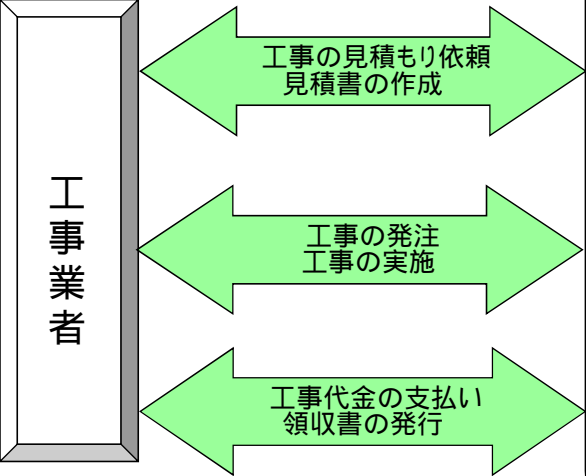 工事業者
工事の見積もり依頼
見積書の作成
工事の発注
工事の実施
工事代金の支払い
領収書の発行